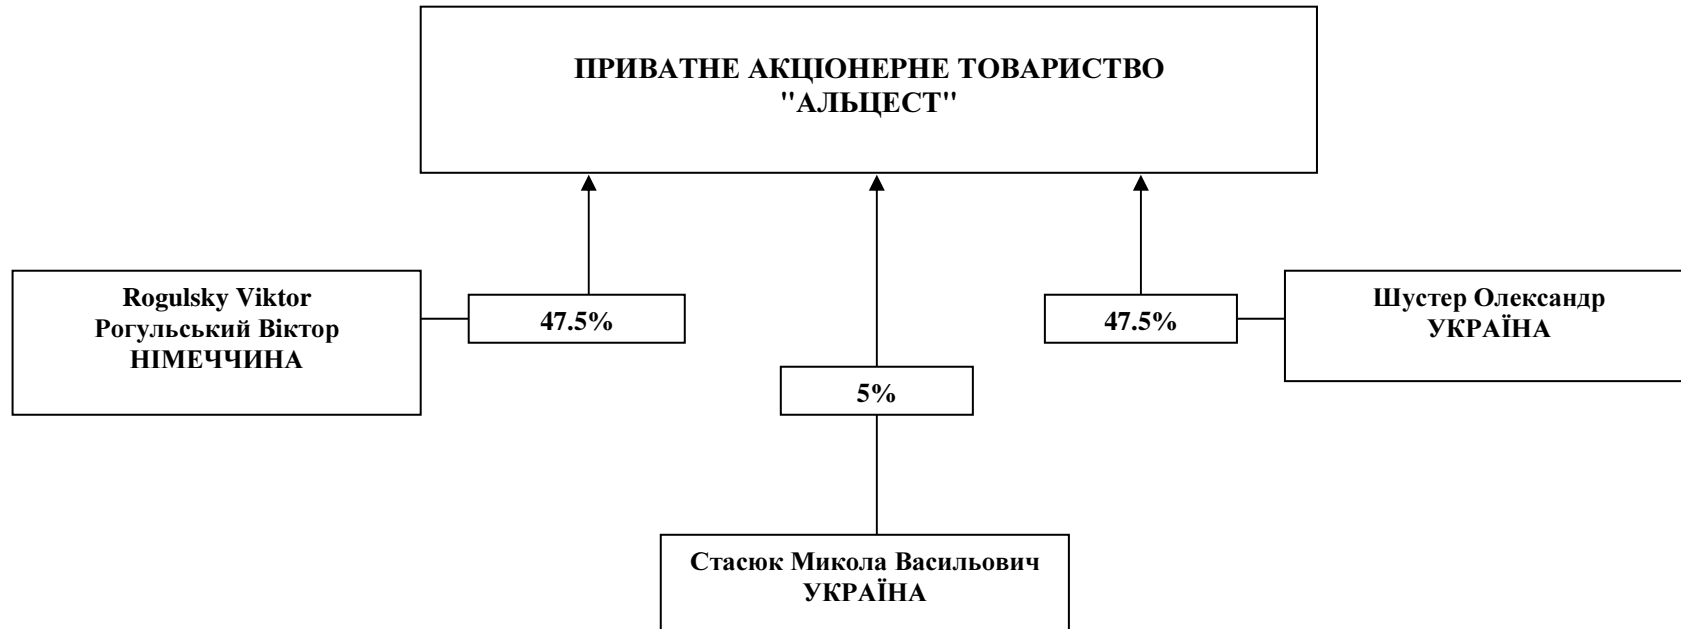 ПРИВАТНЕ АКЦІОНЕРНЕ ТОВАРИСТВО
"АЛЬЦЕСТ"
Rogulsky Viktor
Рогульський Віктор
НІМЕЧЧИНА
47.5%
47.5%
Шустер Олександр
УКРАЇНА
5%
Стасюк Микола Васильович
УКРАЇНА